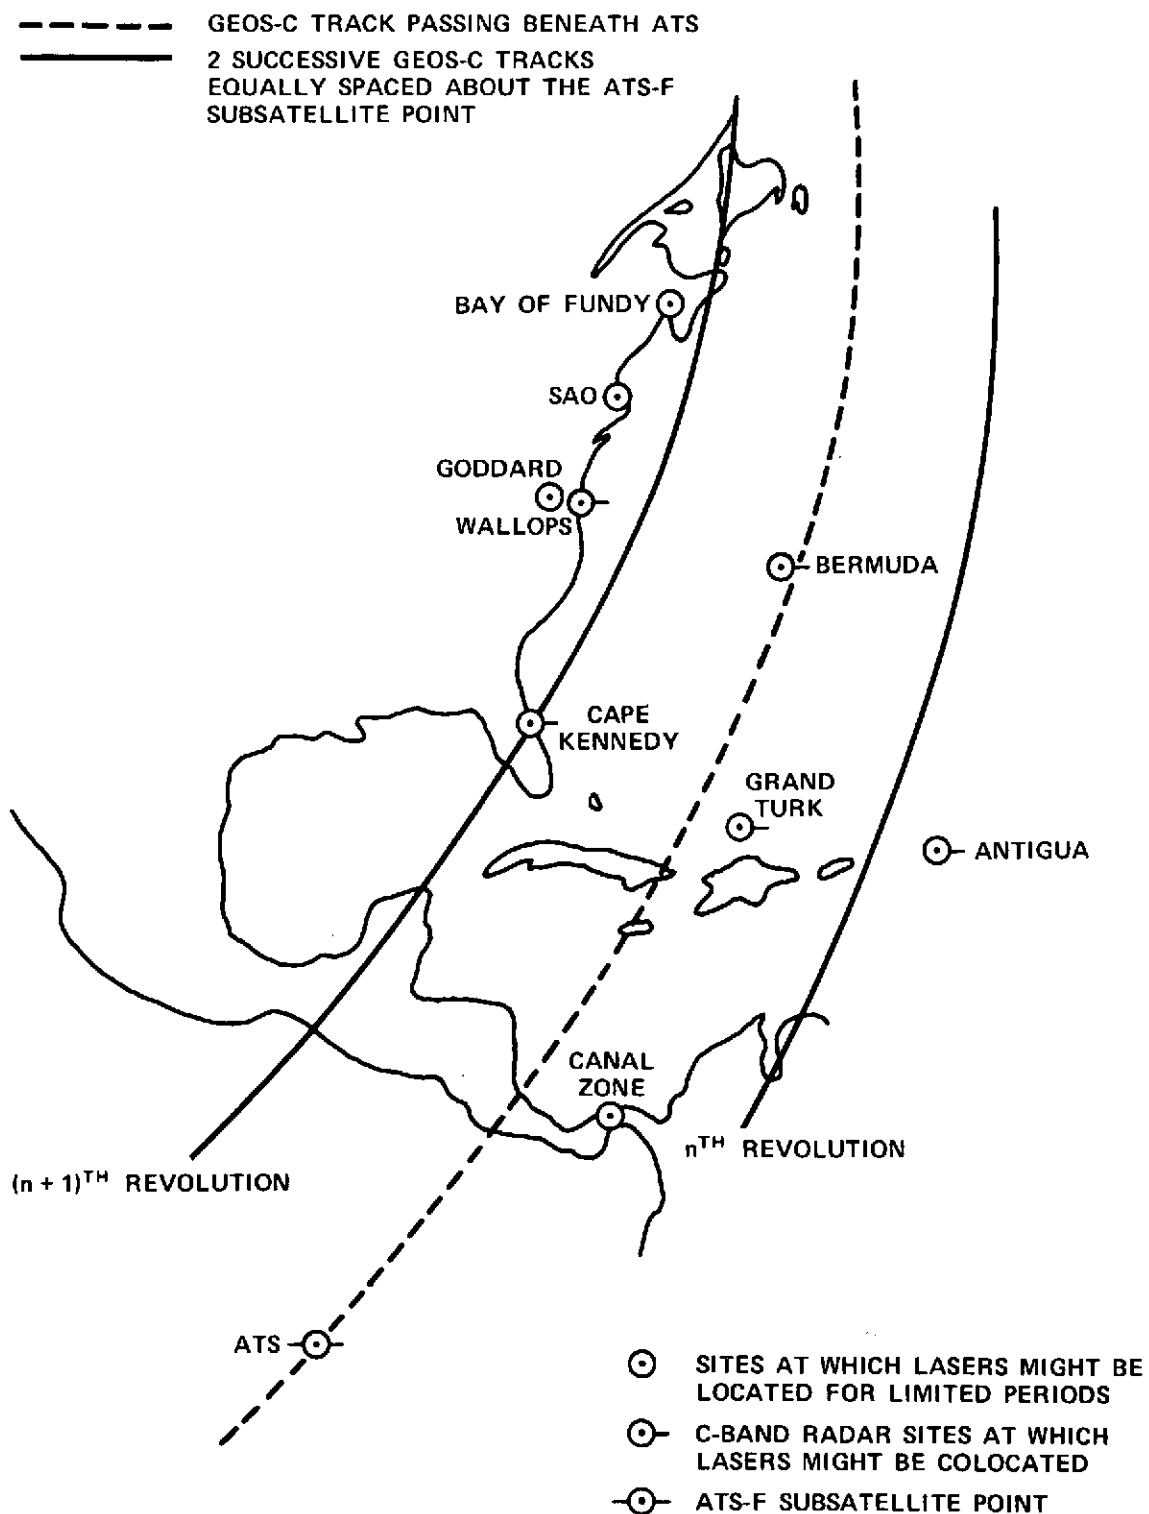 GEOS-C TRACK PASSING BENEATH ATS
2 SUCCESSIVE GEOS-C TRACKS
EQUALLY SPACED ABOUT THE ATS-F
SUBSATELLITE POINT
BAY OF FUNDY
SAO
GODDARD
WALLOPS
BERMUDA
CAPE
KENNEDY
GRAND
TURK
ANTIGUA
CANAL
ZONE
nTH REVOLUTION
(n + 1)TH REVOLUTION
ATS
SITES AT WHICH LASERS MIGHT BE
LOCATED FOR LIMITED PERIODS
C-BAND RADAR SITES AT WHICH
LASERS MIGHT BE COLOCATED
ATS-F SUBSATELLITE POINT